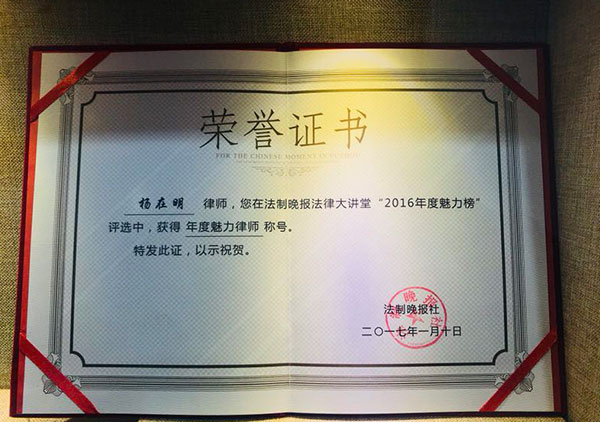 荣誉证书
FOR THE CHINESE MOMENT IN
杨在明 律师，您在法制晚报法律大讲堂“2016年度魅力榜”
评选中，获得 年度魅力律师 称号。
特发此证，以示祝贺。
法制晚报社
二〇一七年一月十日